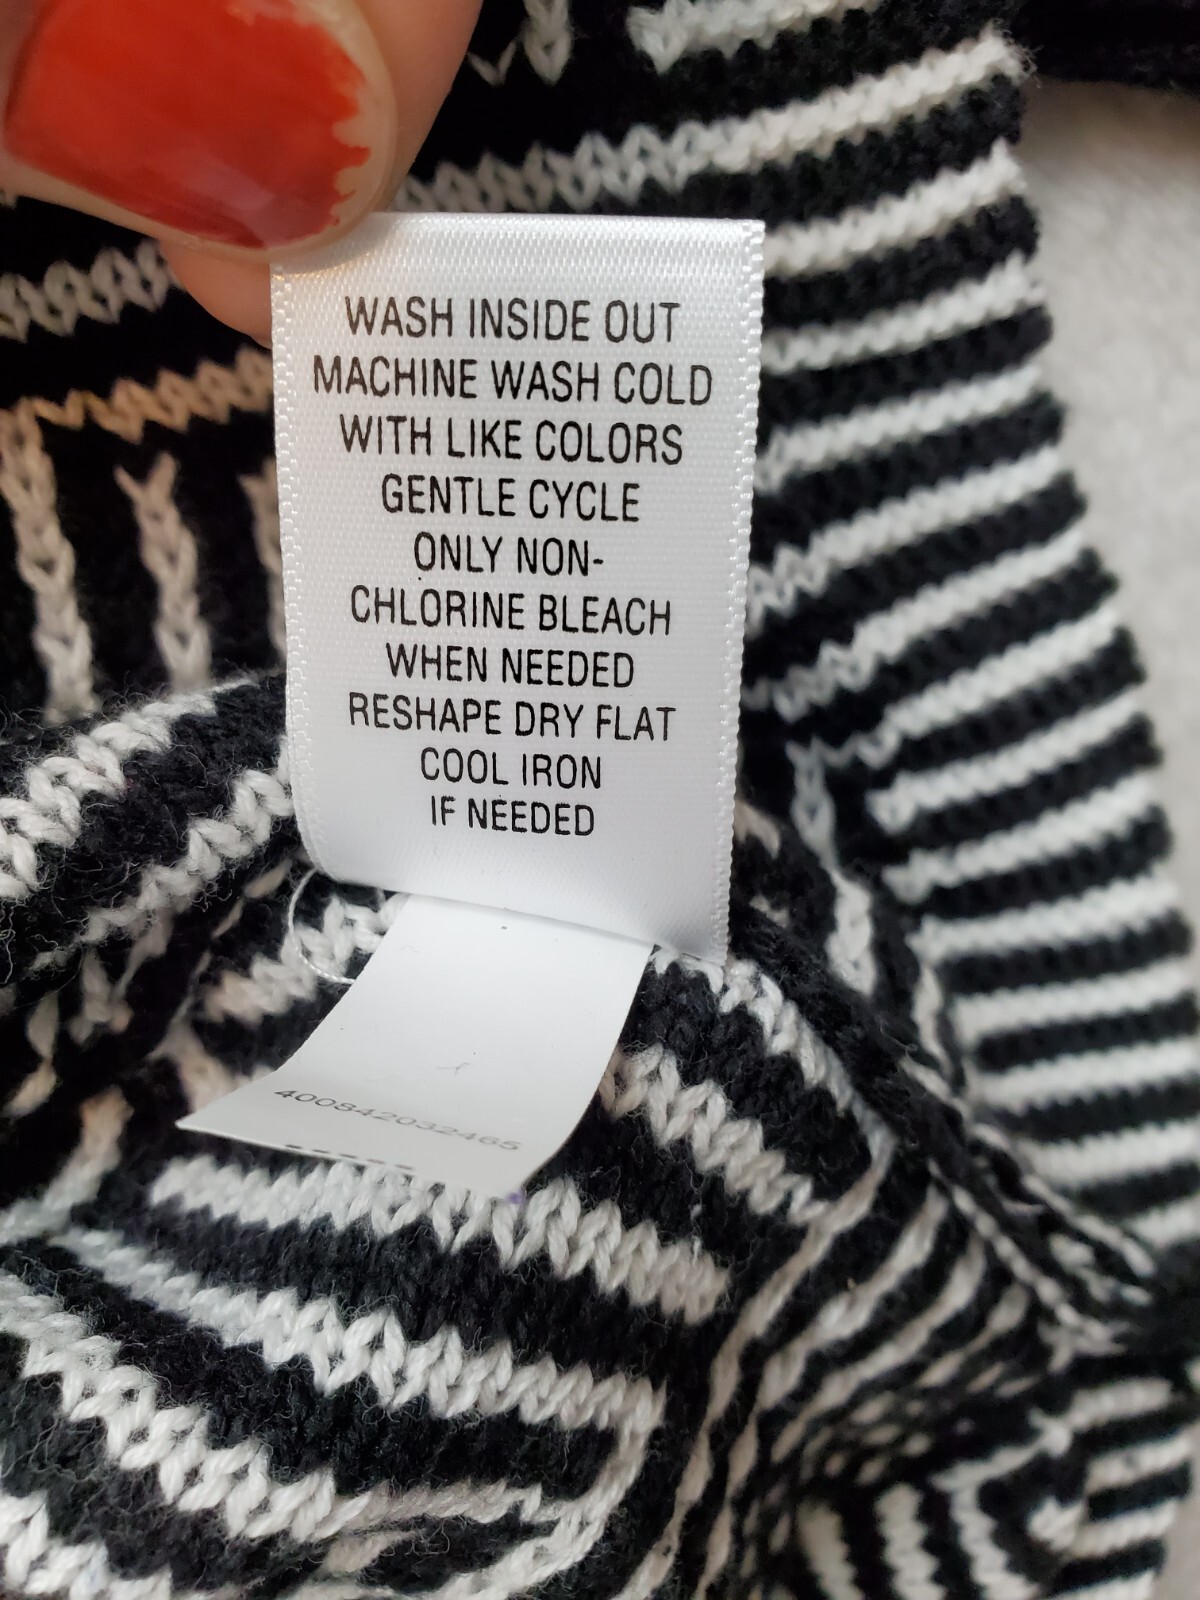 WASH INSIDE OUT
MACHINE WASH COLD
WITH LIKE COLORS
GENTLE CYCLE
ONLY NON-
CHLORINE BLEACH
WHEN NEEDED
RESHAPE DRY FLAT
COOL IRON
IF NEEDED
400842032465